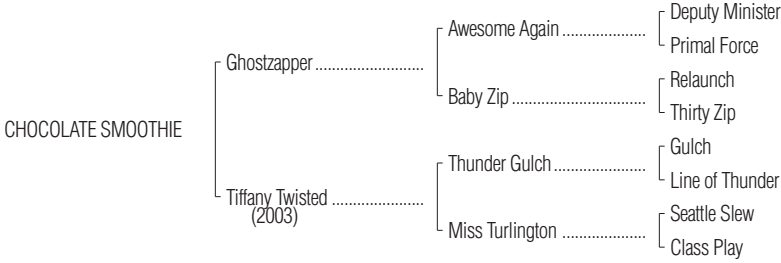 Deputy Minister
Awesome Again ......................
Primal Force
Ghostzapper ............................
Relaunch
Baby Zip ...................................
Thirty Zip
CHOCOLATE SMOOTHIE
Gulch
Thunder Gulch ........................
Line of Thunder
Tiffany Twisted ........................
(2003)
Seattle Slew
Miss Turlington ......................
Class Play